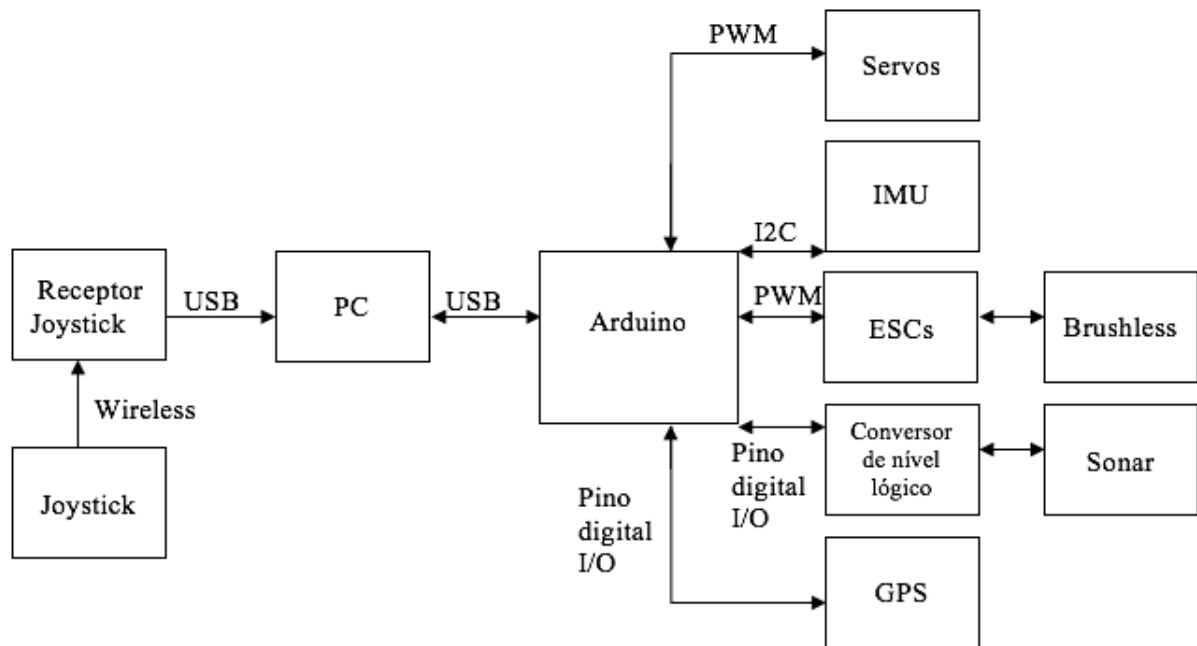 PWM
Servos
IMU
I2C
Receptor
Joystick
USB
PC
USB
Arduino
PWM
ESCs
Brushless
Wireless
Joystick
Pino
digital
I/O
Pino
digital
I/O
Conversor
de nível
lógico
Sonar
GPS